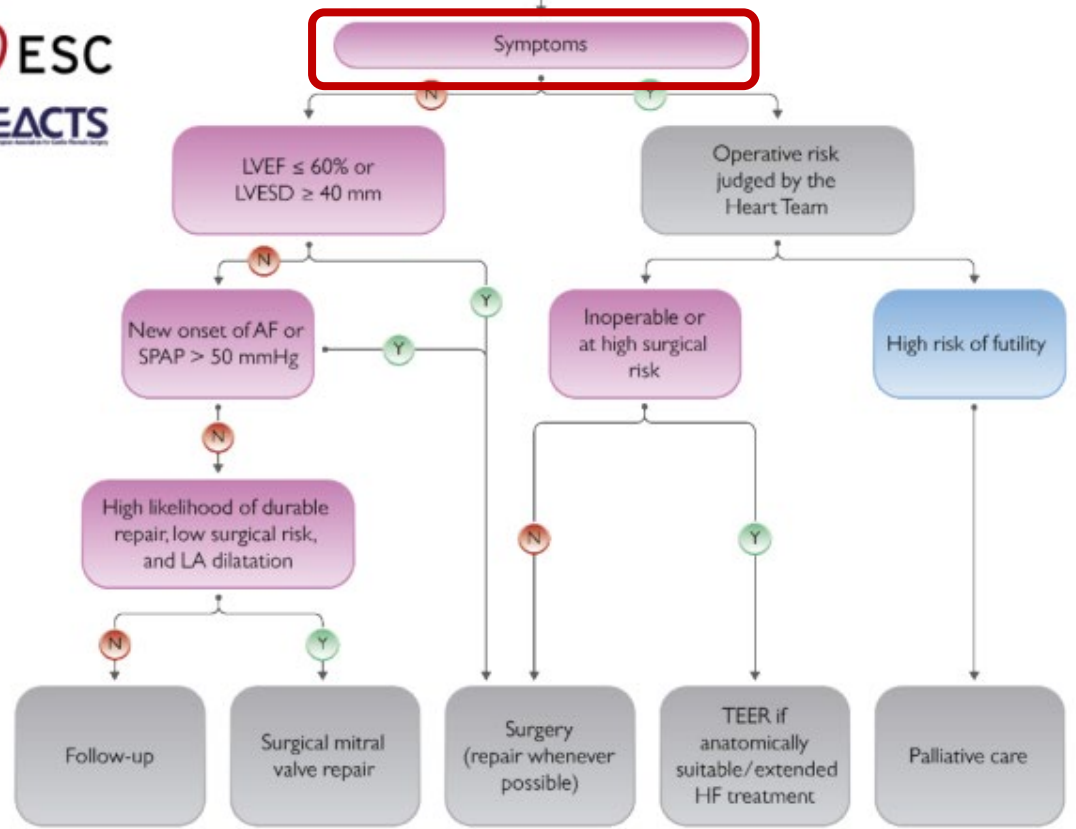 ESC
EACTS
Symptoms
N
Y
LVEF ≤ 60% or
LVESD ≥ 40 mm
Operative risk
judged by the
Heart Team
N
Y
New onset of AF or
SPAP > 50 mmHg
Y
Inoperable or
at high surgical
risk
High risk of futility
N
High likelihood of durable
repair, low surgical risk,
and LA dilatation
N
Y
N
Y
Follow-up
Surgical mitral
valve repair
Surgery
(repair whenever
possible)
TEER if
anatomically
suitable/extended
HF treatment
Palliative care